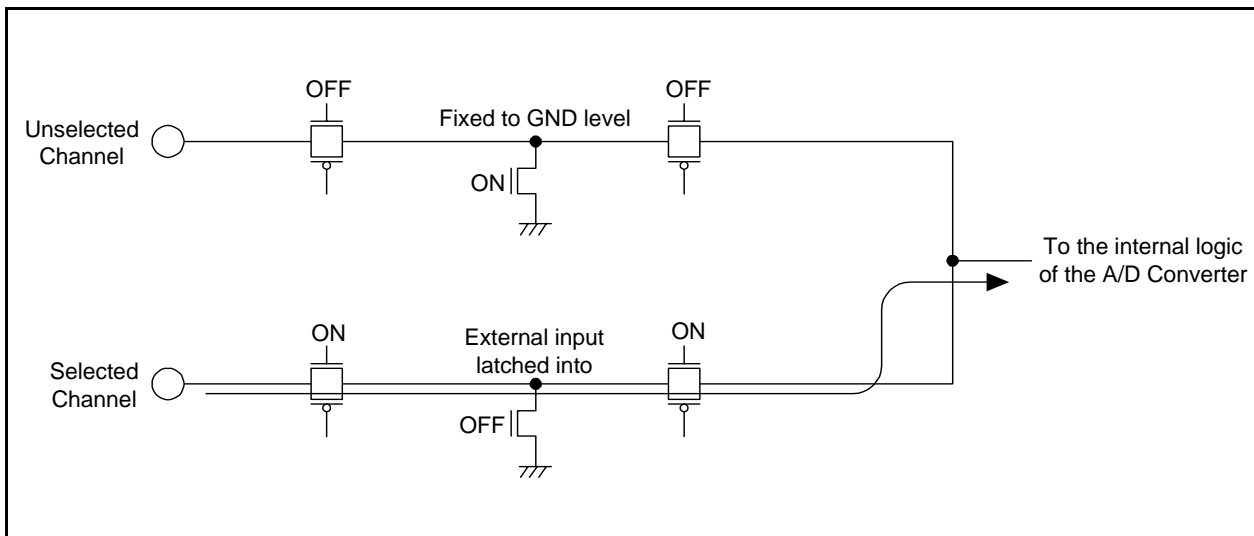 OFF
OFF
Fixed to GND level
Unselected
Channel
ON
To the internal logic
of the A/D Converter
ON
External input
latched into
ON
Selected
Channel
OFF